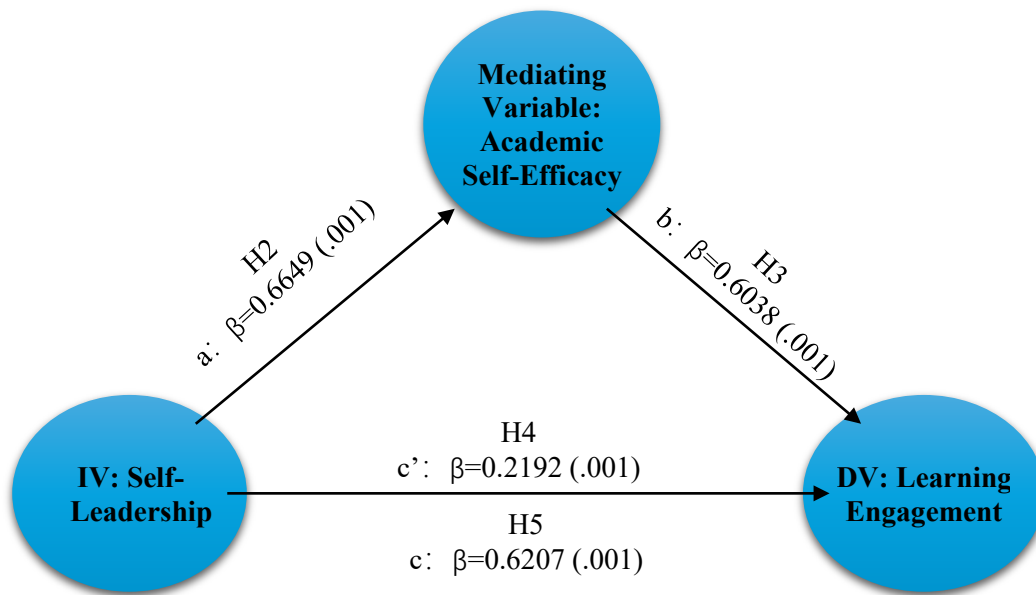 Mediating
Variable:
Academic
Self-Efficacy
H2
a: β=0.6649 (.001)
H3
b: β=0.6038 (.001)
IV: Self-
Leadership
H4
c’: β=0.2192 (.001)
H5
c: β=0.6207 (.001)
DV: Learning
Engagement